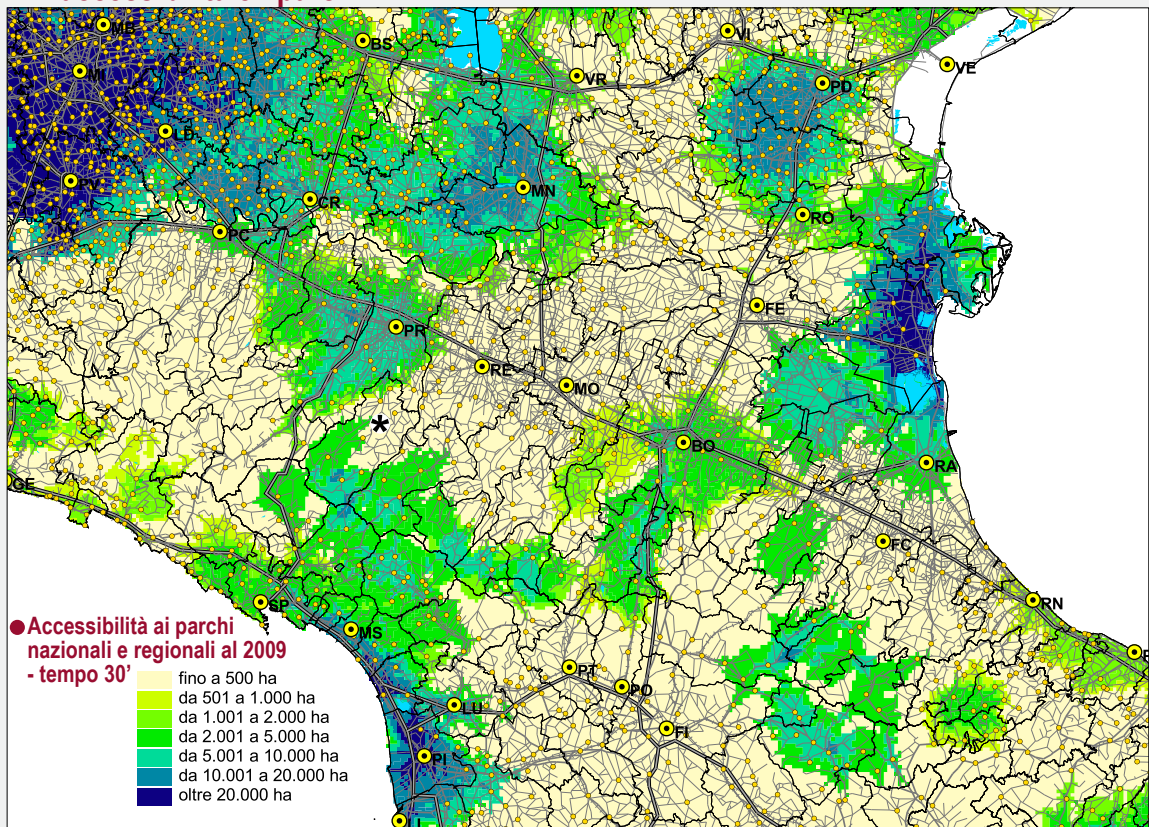 MB
BS
VI
MI
VR
VE
PD
LD
PV
MN
CR
RO
PC
FE
PR
RE
MO
*
BO
RA
GE
FC
SP
RN
MS
● Accessibilità ai parchi
nazionali e regionali al 2009
- tempo 30'
fino a 500 ha
da 501 a 1.000 ha
da 1.001 a 2.000 ha
da 2.001 a 5.000 ha
da 5.001 a 10.000 ha
da 10.001 a 20.000 ha
oltre 20.000 ha
PT
PO
LU
FI
PI